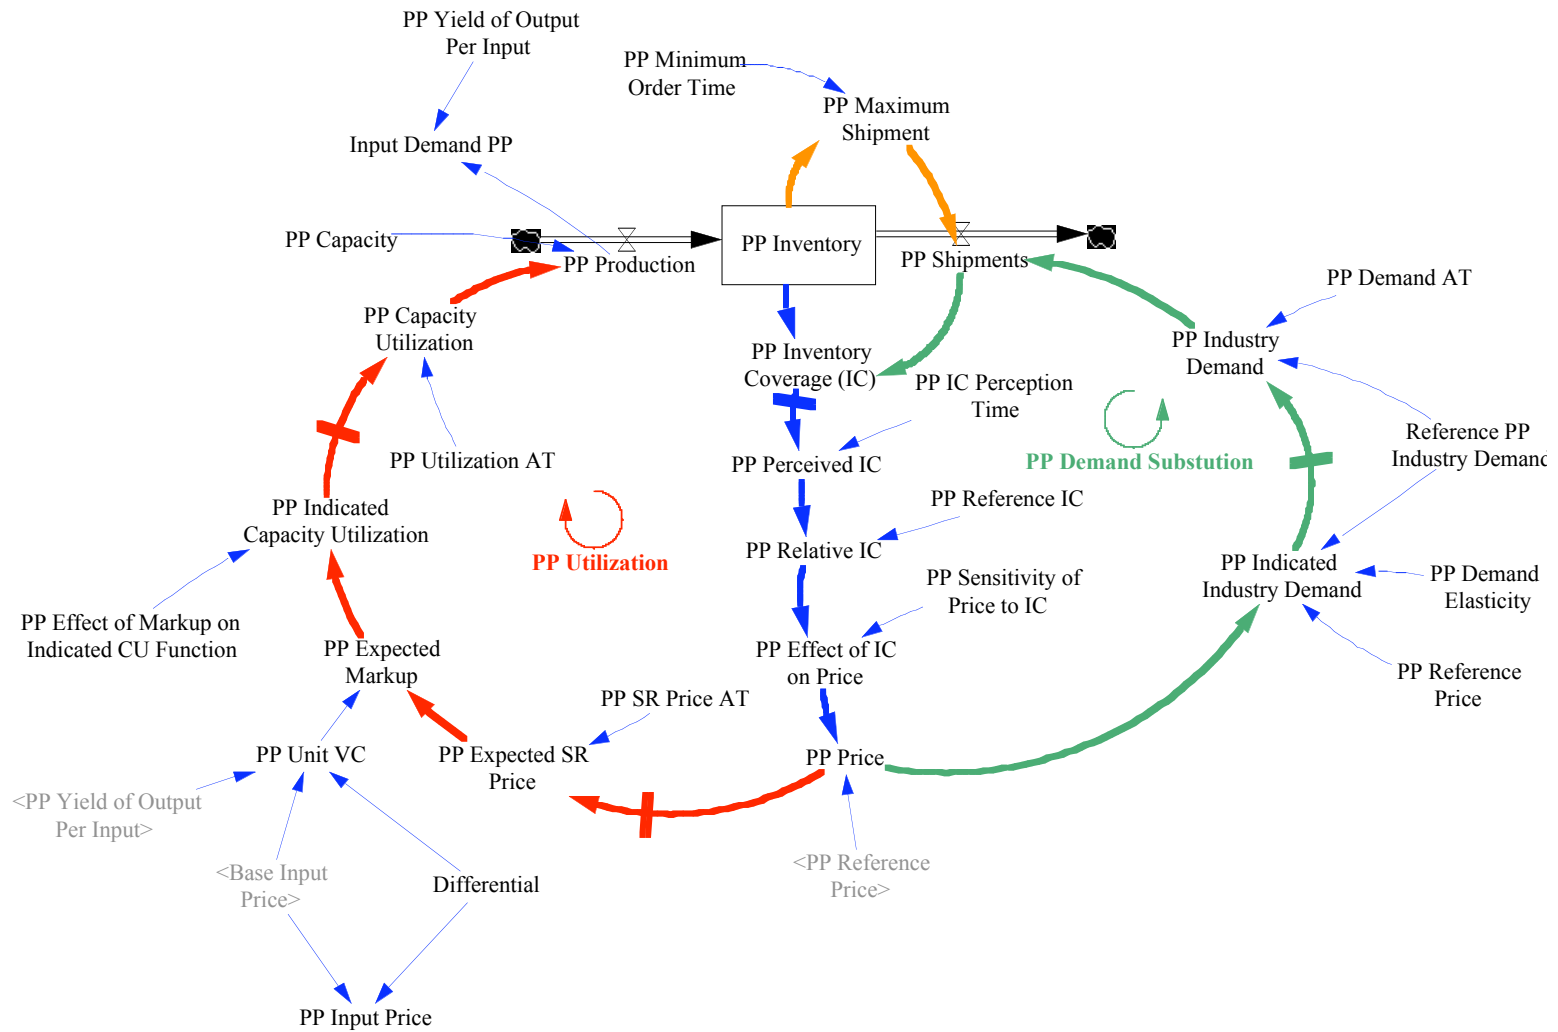 PP Yield of Output
Per Input
PP Minimum
Order Time
PP Maximum
Shipment
Input Demand PP
PP Capacity
PP Inventory
PP Production
PP Shipments
PP Demand AT
PP Capacity
Utilization
PP Industry
Demand
PP Inventory
Coverage (IC)
PP IC Perception
Time
Reference PP
Industry Demand
PP Utilization AT
PP Perceived IC
PP Demand Substution
PP Indicated
Capacity Utilization
PP Reference IC
PP Utilization
PP Relative IC
PP Indicated
Industry Demand
PP Sensitivity of
Price to IC
PP Demand
Elasticity
PP Effect of Markup on
Indicated CU Function
PP Expected
Markup
PP Effect of IC
on Price
PP Reference
Price
PP SR Price AT
PP Unit VC
PP Expected SR
Price
PP Price
<PP Yield of Output
Per Input>
<Base Input
Price>
Differential
<PP Reference
Price>
PP Input Price